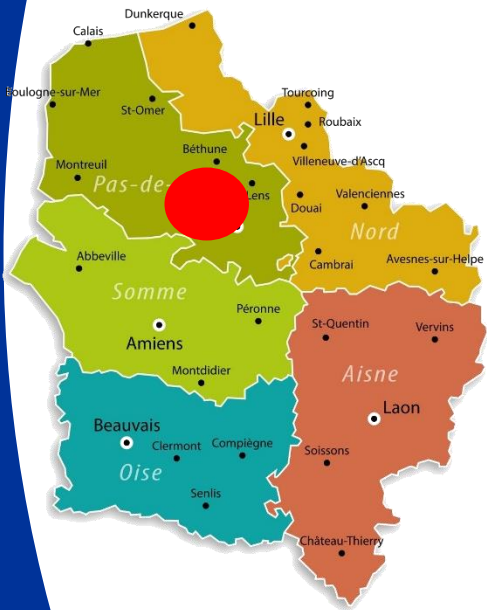 Dunkerque
Calais
Boulogne-sur-Mer
St-Omer
Tourcoing
Lille
Roubaix
Béthune
Villeneuve-d'Ascq
Montreuil
Pas-de-
Lens
Douai
Valenciennes
Nord
Abbeville
Cambrai
Avesnes-sur-Helpe
Somme
Péronne
St-Quentin
Vervins
Amiens
Montdidier
Aisne
Laon
Beauvais
Clermont
Compiègne
Soissons
Oise
Senlis
Château-Thierry